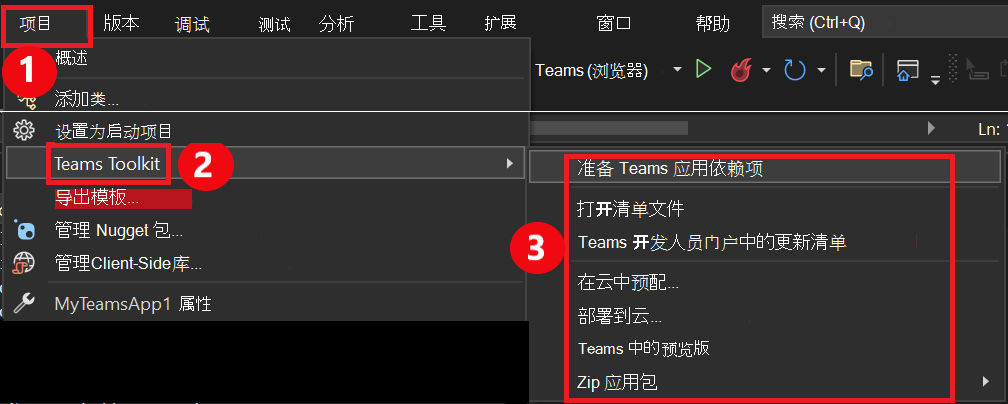 项目 版本 调试 测试 分析 工具 扩展 窗口 帮助 搜索 (Ctrl+Q)
1
概述
Teams (浏览器)
添加类...
设置为启动项目
Ln:
Teams Toolkit
2
准备 Teams 应用依赖项
导出模板...
打开清单文件
管理 Nugget 包...
3
Teams 开发人员门户中的更新清单
管理Client-Side库...
在云中预配...
MyTeamsApp1 属性
部署到云...
Teams 中的预览版
Zip 应用包